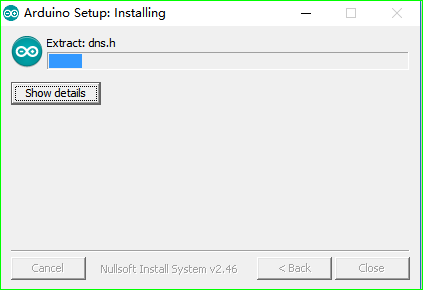 Arduino Setup: Installing
Extract: dns.h
Show details
Cancel Nullsoft Install System v2.46 < Back Close